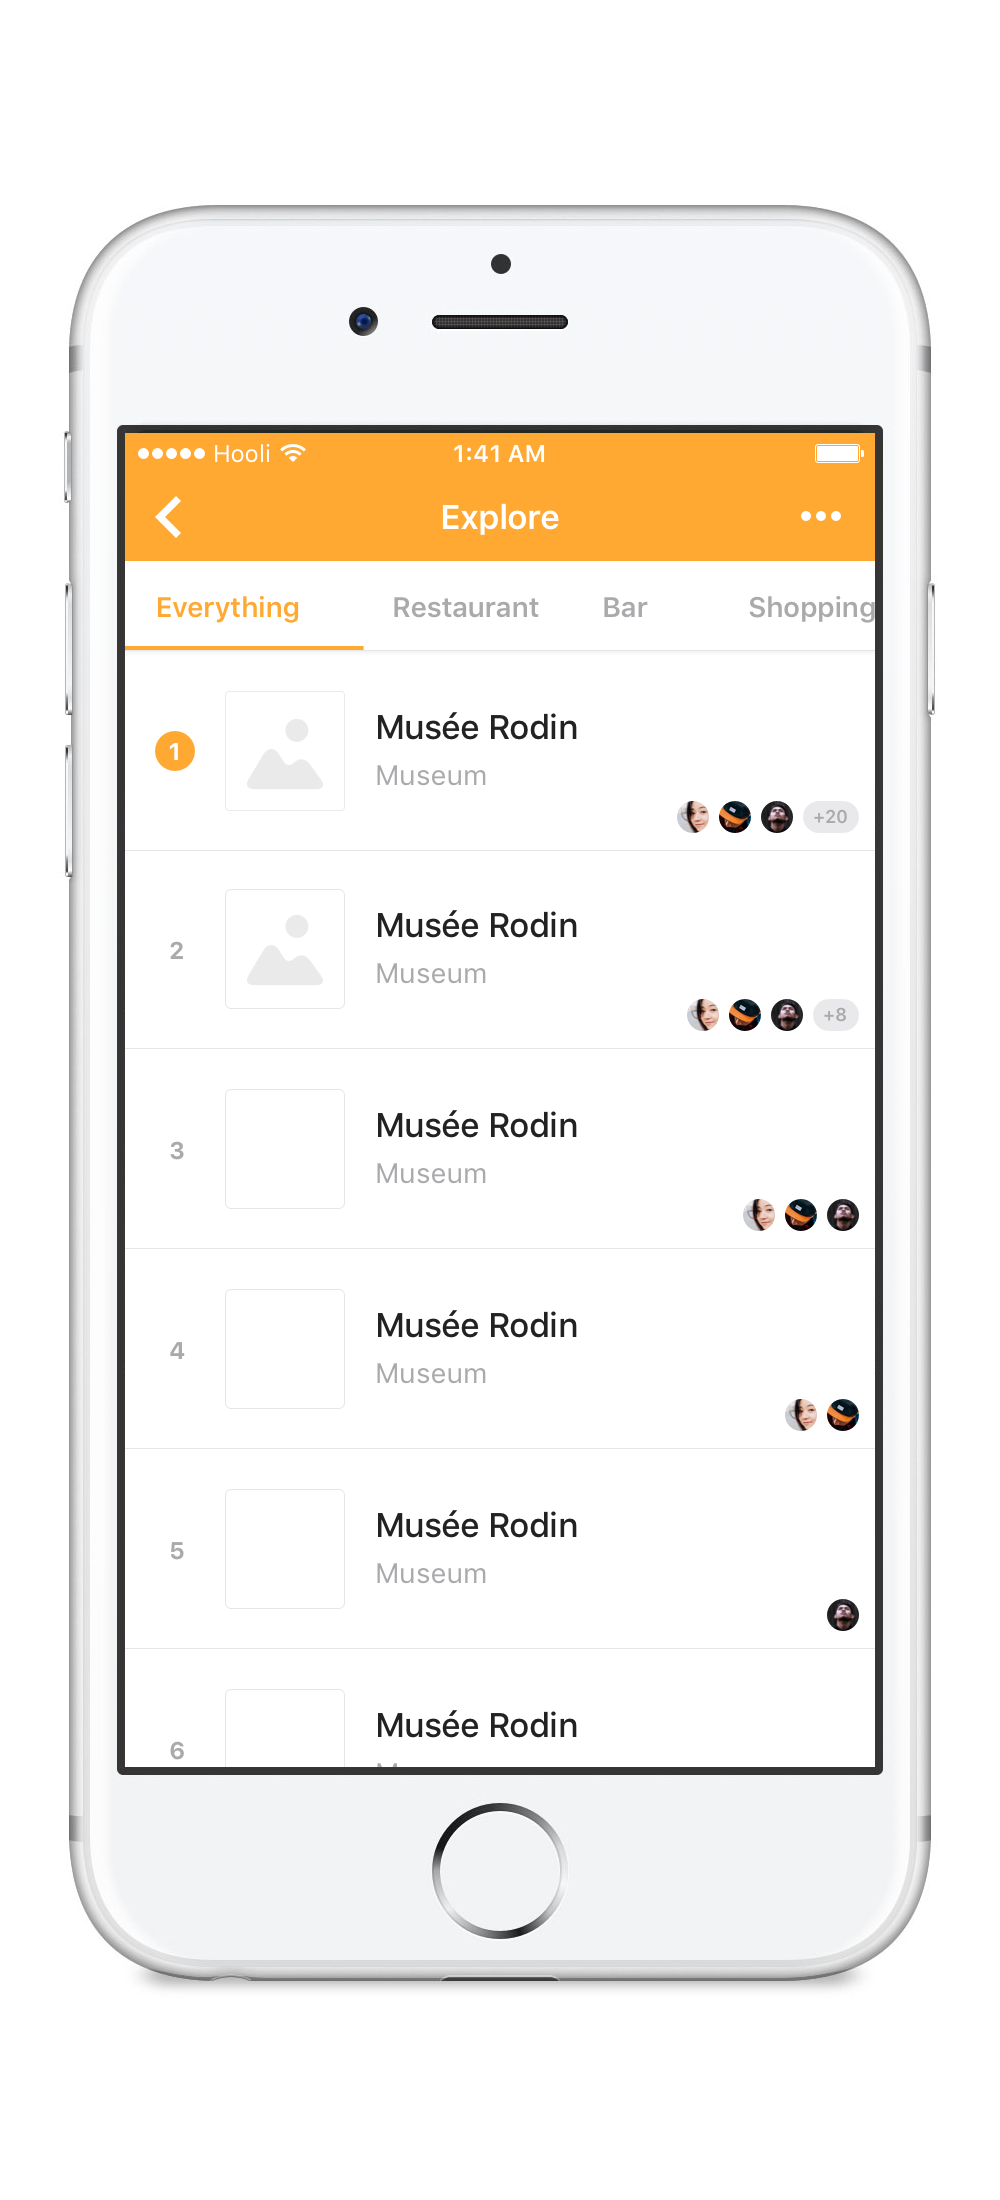 Hooli 1:41 AM
Explore
Everything Restaurant Bar Shopping
1 Musée Rodin
Museum
+20
2 Musée Rodin
Museum
+8
3 Musée Rodin
Museum
4 Musée Rodin
Museum
5 Musée Rodin
Museum
6 Musée Rodin